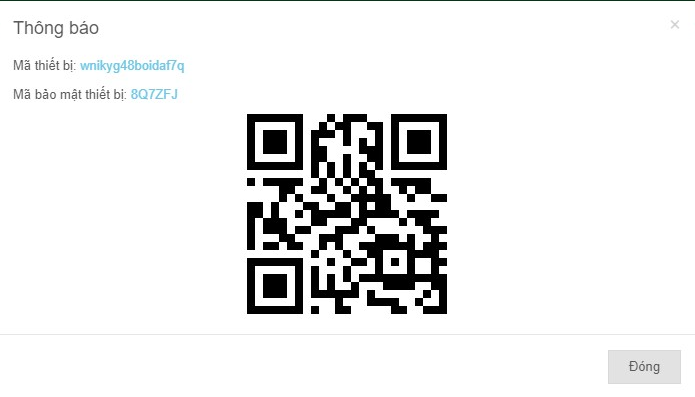 Thông báo
×
Mã thiết bị: wnikyg48boidaf7q
Mã bảo mật thiết bị: 8Q7ZFJ
Đóng